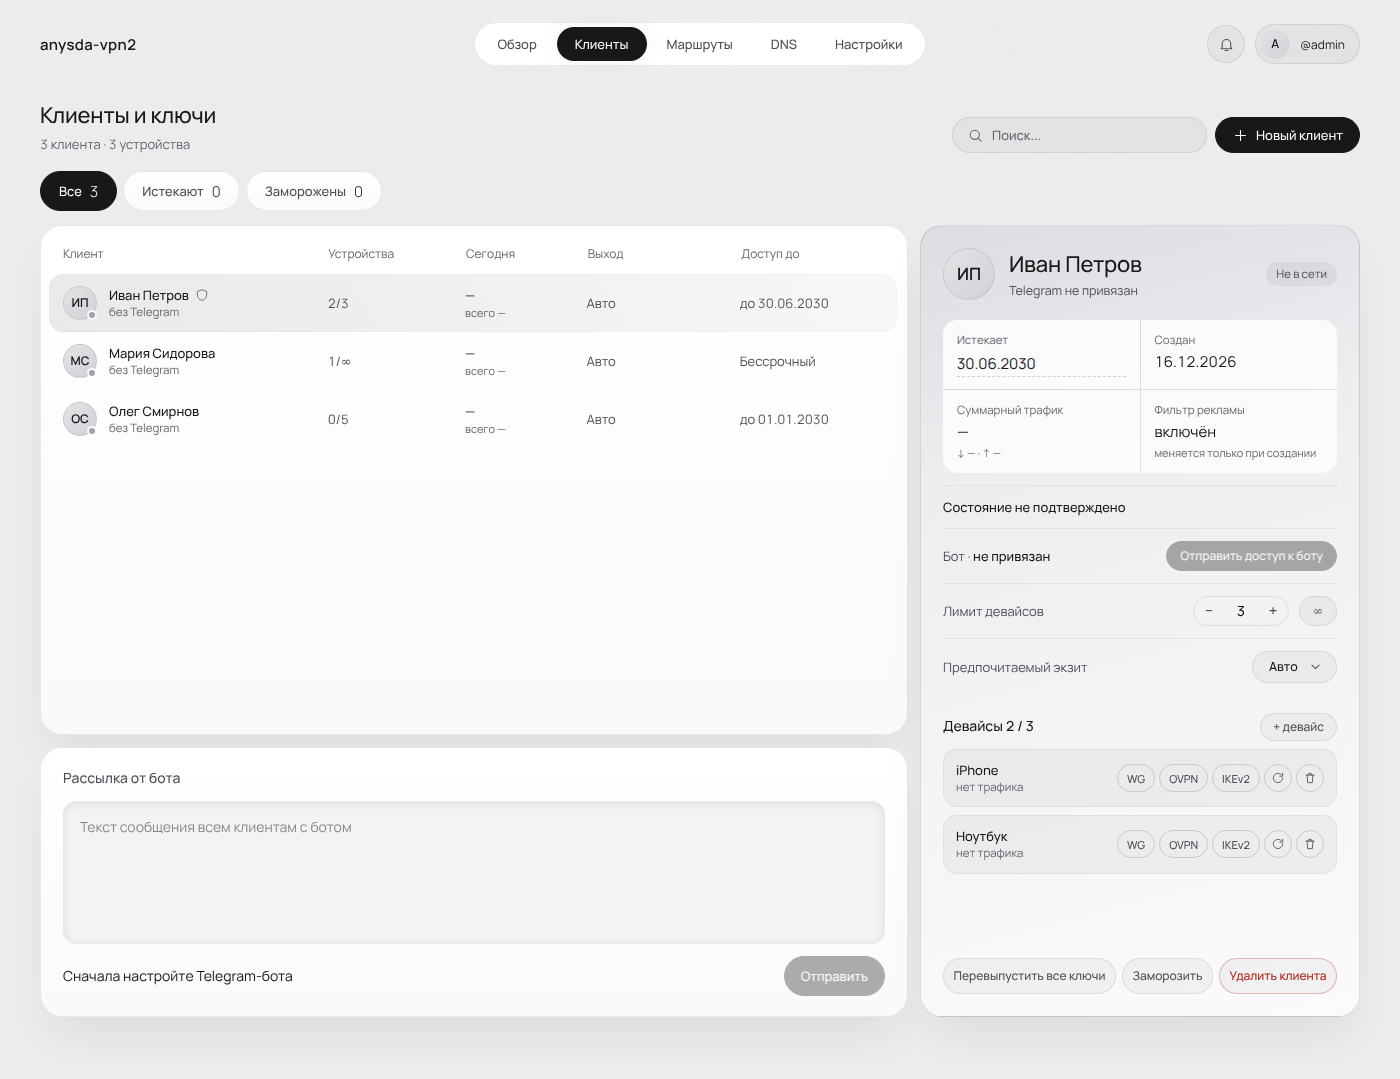 anysda-vpn2
Обзор Клиенты Маршруты DNS Настройки
A @admin
Клиенты и ключи
3 клиента · 3 устройства
Поиск...
+ Новый клиент
Все 3 Истекают 0 Заморожены 0
Клиент Устройства Сегодня Выход Доступ до
ИП Иван Петров 2/3 — Авто до 30.06.2030
без Telegram всего —
МС Мария Сидорова 1/∞ — Авто Бессрочный
без Telegram всего —
ОС Олег Смирнов 0/5 — Авто до 01.01.2030
без Telegram всего —
Рассылка от бота
Текст сообщения всем клиентам с ботом
Сначала настройте Telegram-бота
Отправить
ИП Иван Петров
Telegram не привязан
Не в сети
Истекает Создан
30.06.2030 16.12.2026
Суммарный трафик Фильтр рекламы
— включён
↓ — · ↑ — меняется только при создании
Состояние не подтверждено
Бот · не привязан Отправить доступ к боту
Лимит девайсов − 3 + ∞
Предпочитаемый экзит Авто
Девайсы 2 / 3 + девайс
iPhone WG OVPN IKEv2
нет трафика
Ноутбук WG OVPN IKEv2
нет трафика
Перевыпустить все ключи Заморозить Удалить клиента